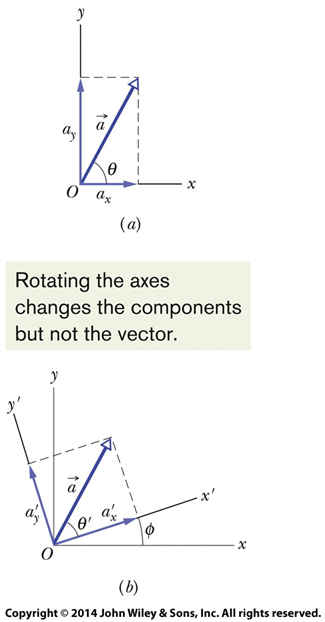 y
a_y
a⃗
θ
O
a_x
x
(a)
Rotating the axes
changes the components
but not the vector.
y
y'
a⃗
x'
a'_y
θ'
a'_x
ϕ
O
x
(b)
Copyright © 2014 John Wiley & Sons, Inc. All rights reserved.